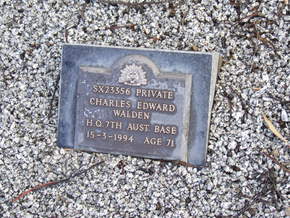 SX23356 PRIVATE
CHARLES EDWARD
WALDEN
H.Q. 7TH AUST. BASE
15-3-1994 AGE 71